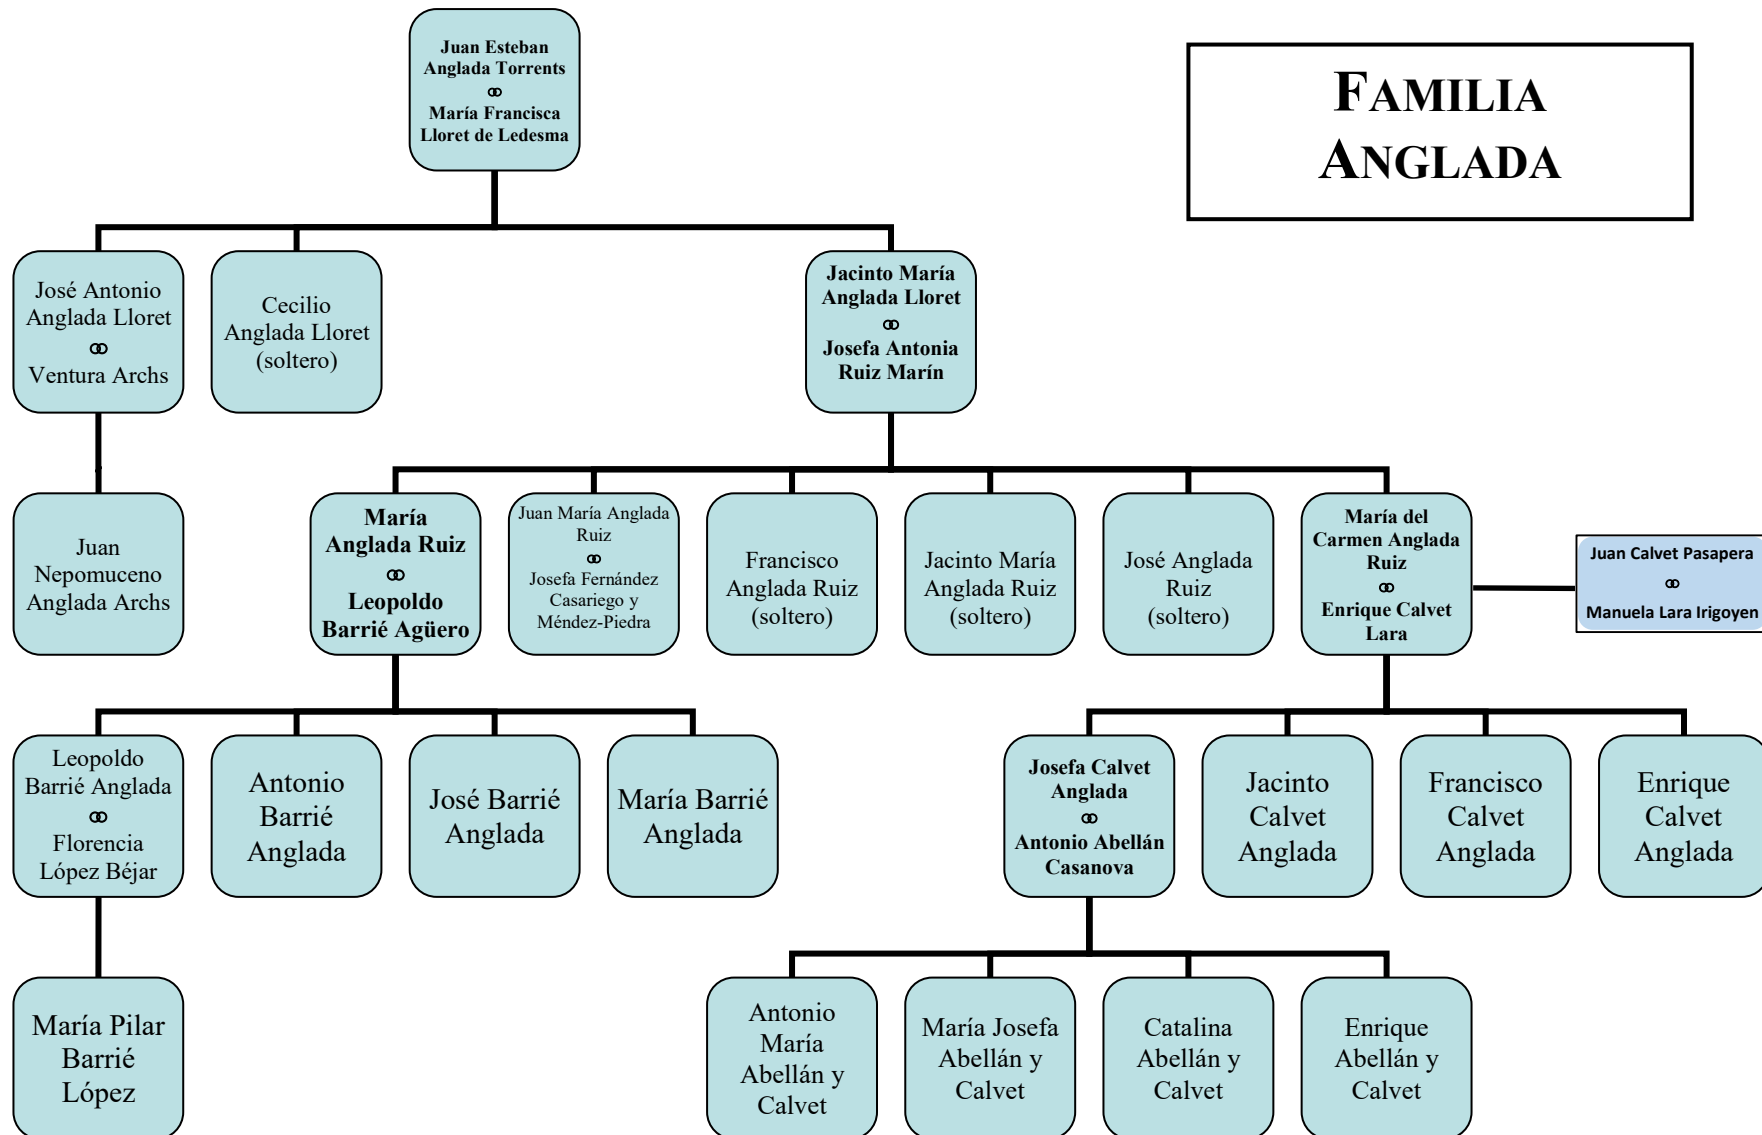 Juan Esteban
Anglada Torrents
ꝏ
María Francisca
Lloret de Ledesma
FAMILIA
ANGLADA
José Antonio
Anglada Lloret
ꝏ
Ventura Archs
Cecilio
Anglada Lloret
(soltero)
Jacinto María
Anglada Lloret
ꝏ
Josefa Antonia
Ruiz Marín
Juan
Nepomuceno
Anglada Archs
María
Anglada Ruiz
ꝏ
Leopoldo
Barrié Agüero
Juan María Anglada
Ruiz
ꝏ
Josefa Fernández
Casariego y
Méndez-Piedra
Francisco
Anglada Ruiz
(soltero)
Jacinto María
Anglada Ruiz
(soltero)
José Anglada
Ruiz
(soltero)
María del
Carmen Anglada
Ruiz
ꝏ
Enrique Calvet
Lara
Juan Calvet Pasapera
ꝏ
Manuela Lara Irigoyen
Leopoldo
Barrié Anglada
ꝏ
Florencia
López Béjar
Antonio
Barrié
Anglada
José Barrié
Anglada
María Barrié
Anglada
Josefa Calvet
Anglada
ꝏ
Antonio Abellán
Casanova
Jacinto
Calvet
Anglada
Francisco
Calvet
Anglada
Enrique
Calvet
Anglada
María Pilar
Barrié
López
Antonio
María
Abellán y
Calvet
María Josefa
Abellán y
Calvet
Catalina
Abellán y
Calvet
Enrique
Abellán y
Calvet